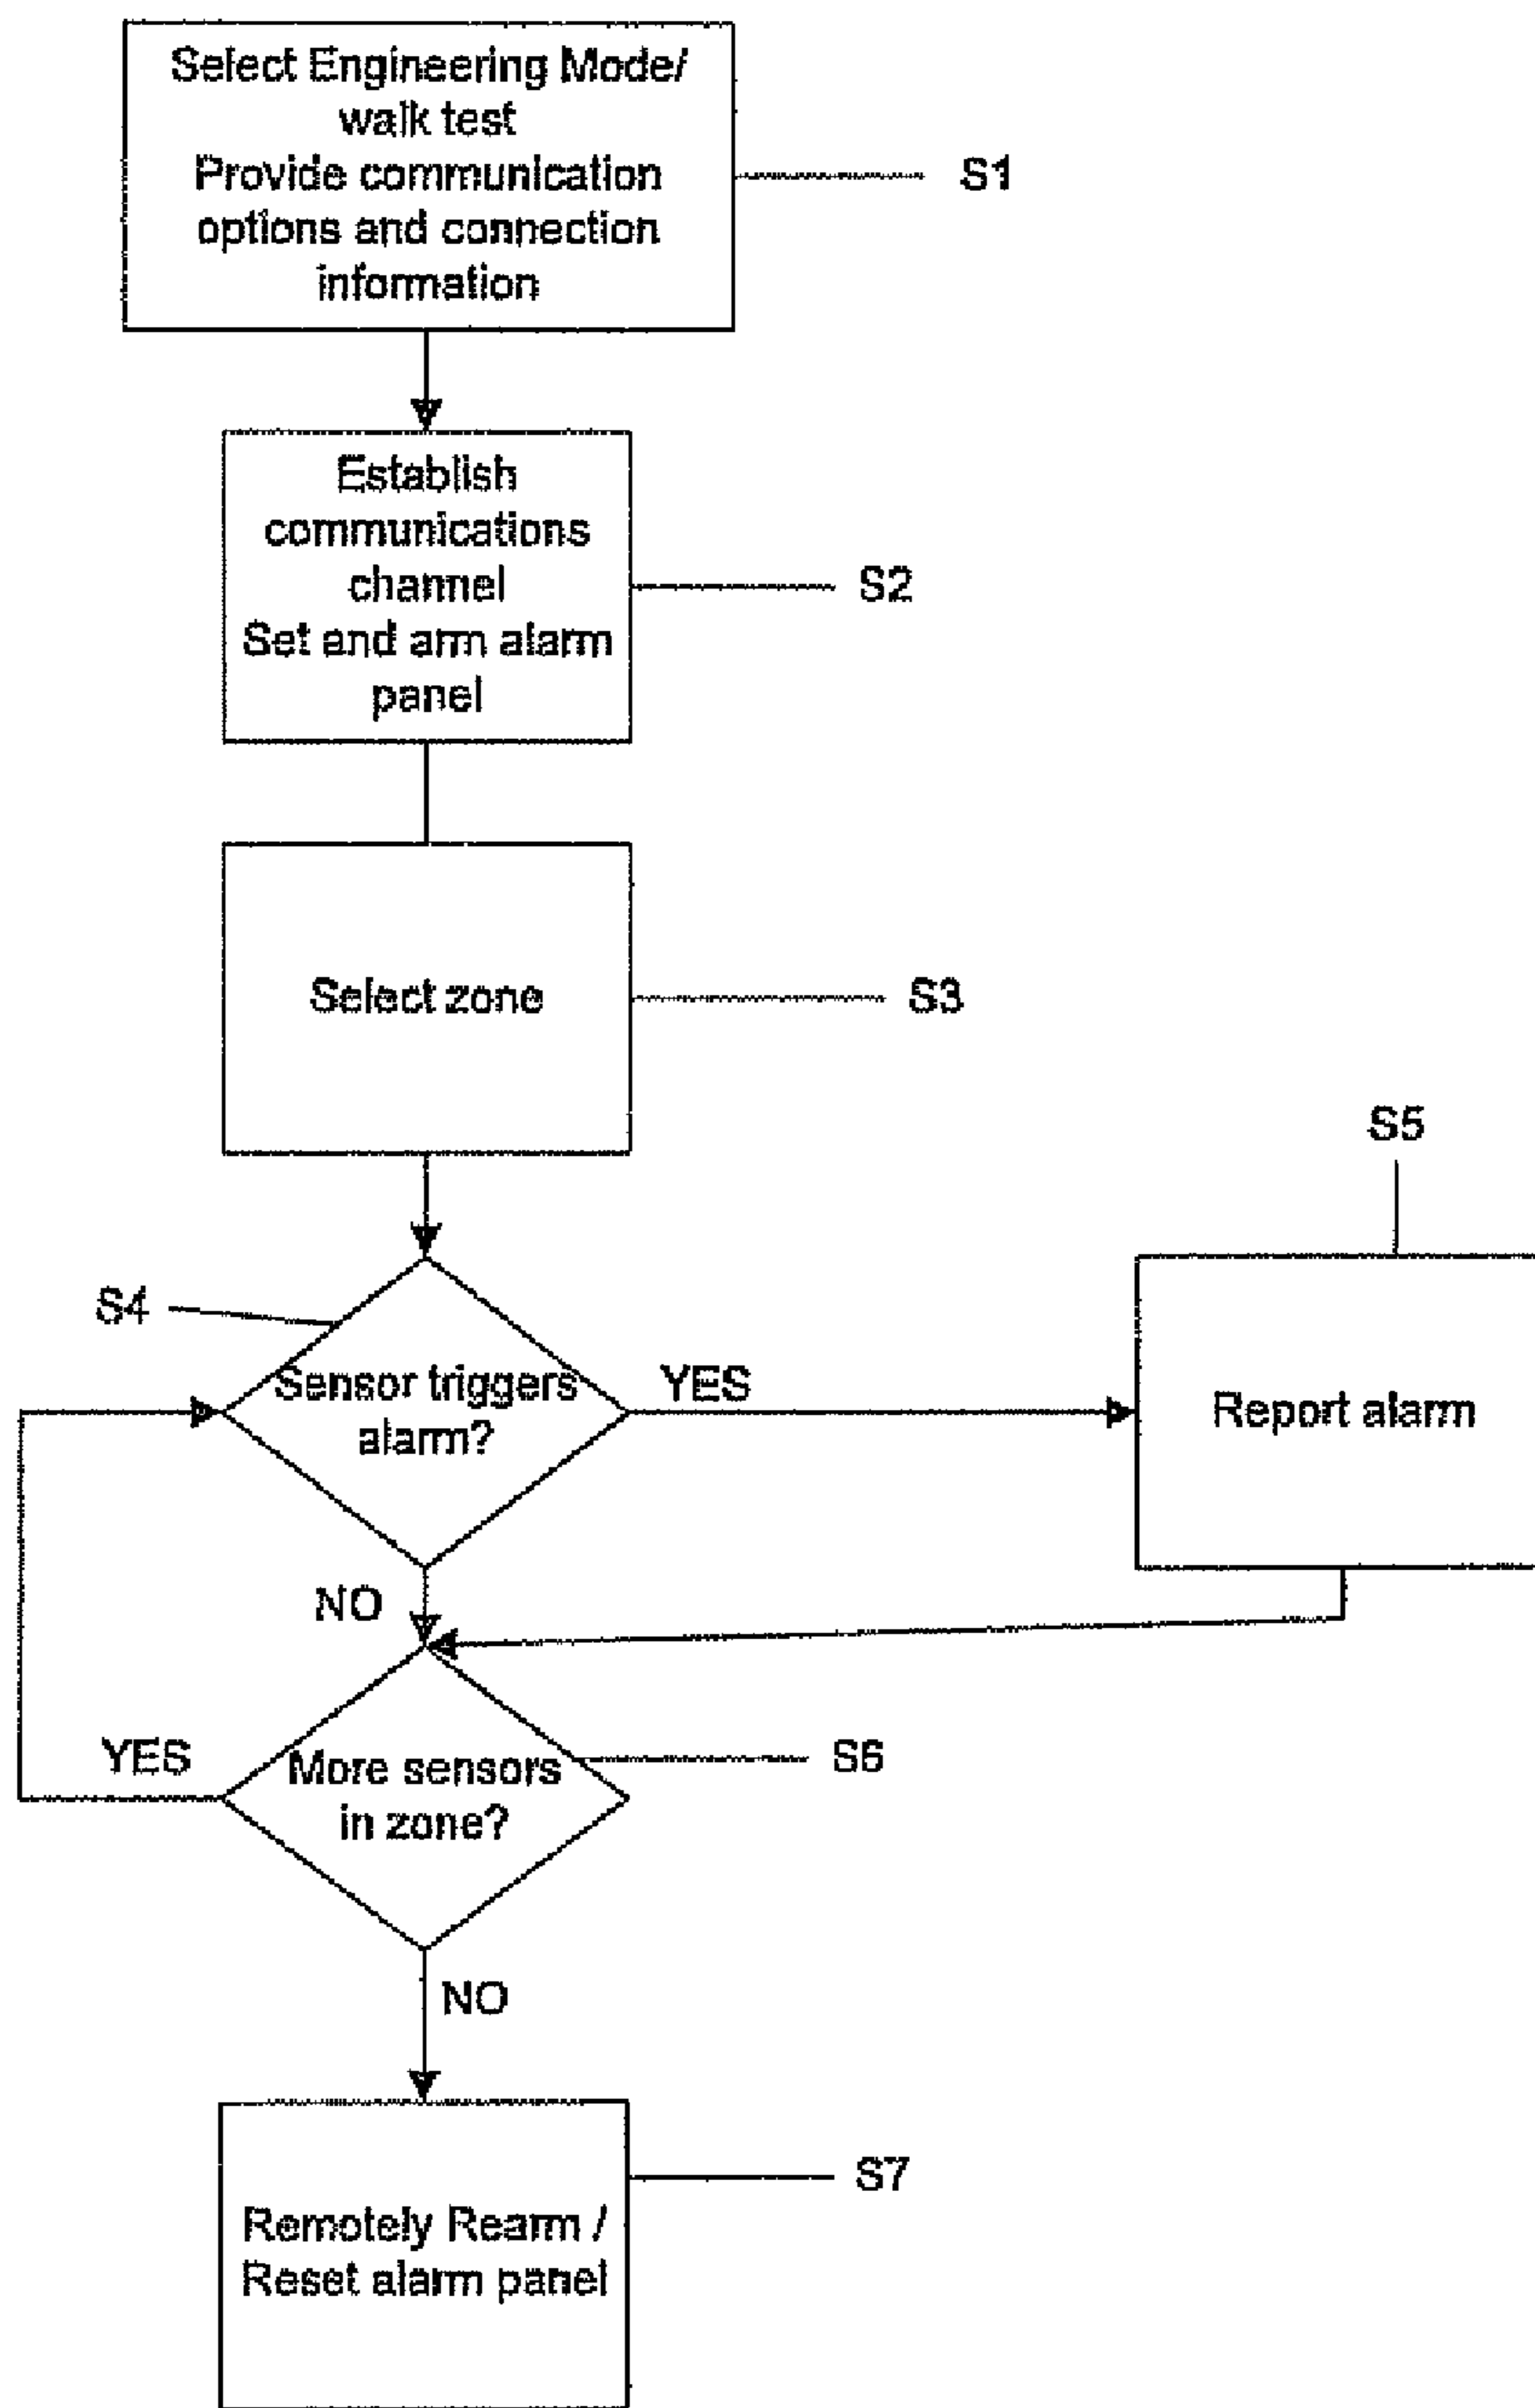 Select Engineering Mode/
walk test
Provide communication
options and connection
information
S1
Establish
communications
channel
Set end arm alarm
panel
S2
Select zone
S3
S5
S4
Sensor triggers
alarm?
YES
Report alarm
NO
YES
More sensors
in zone?
S6
NO
S7
Remotely Rearm /
Reset alarm panel